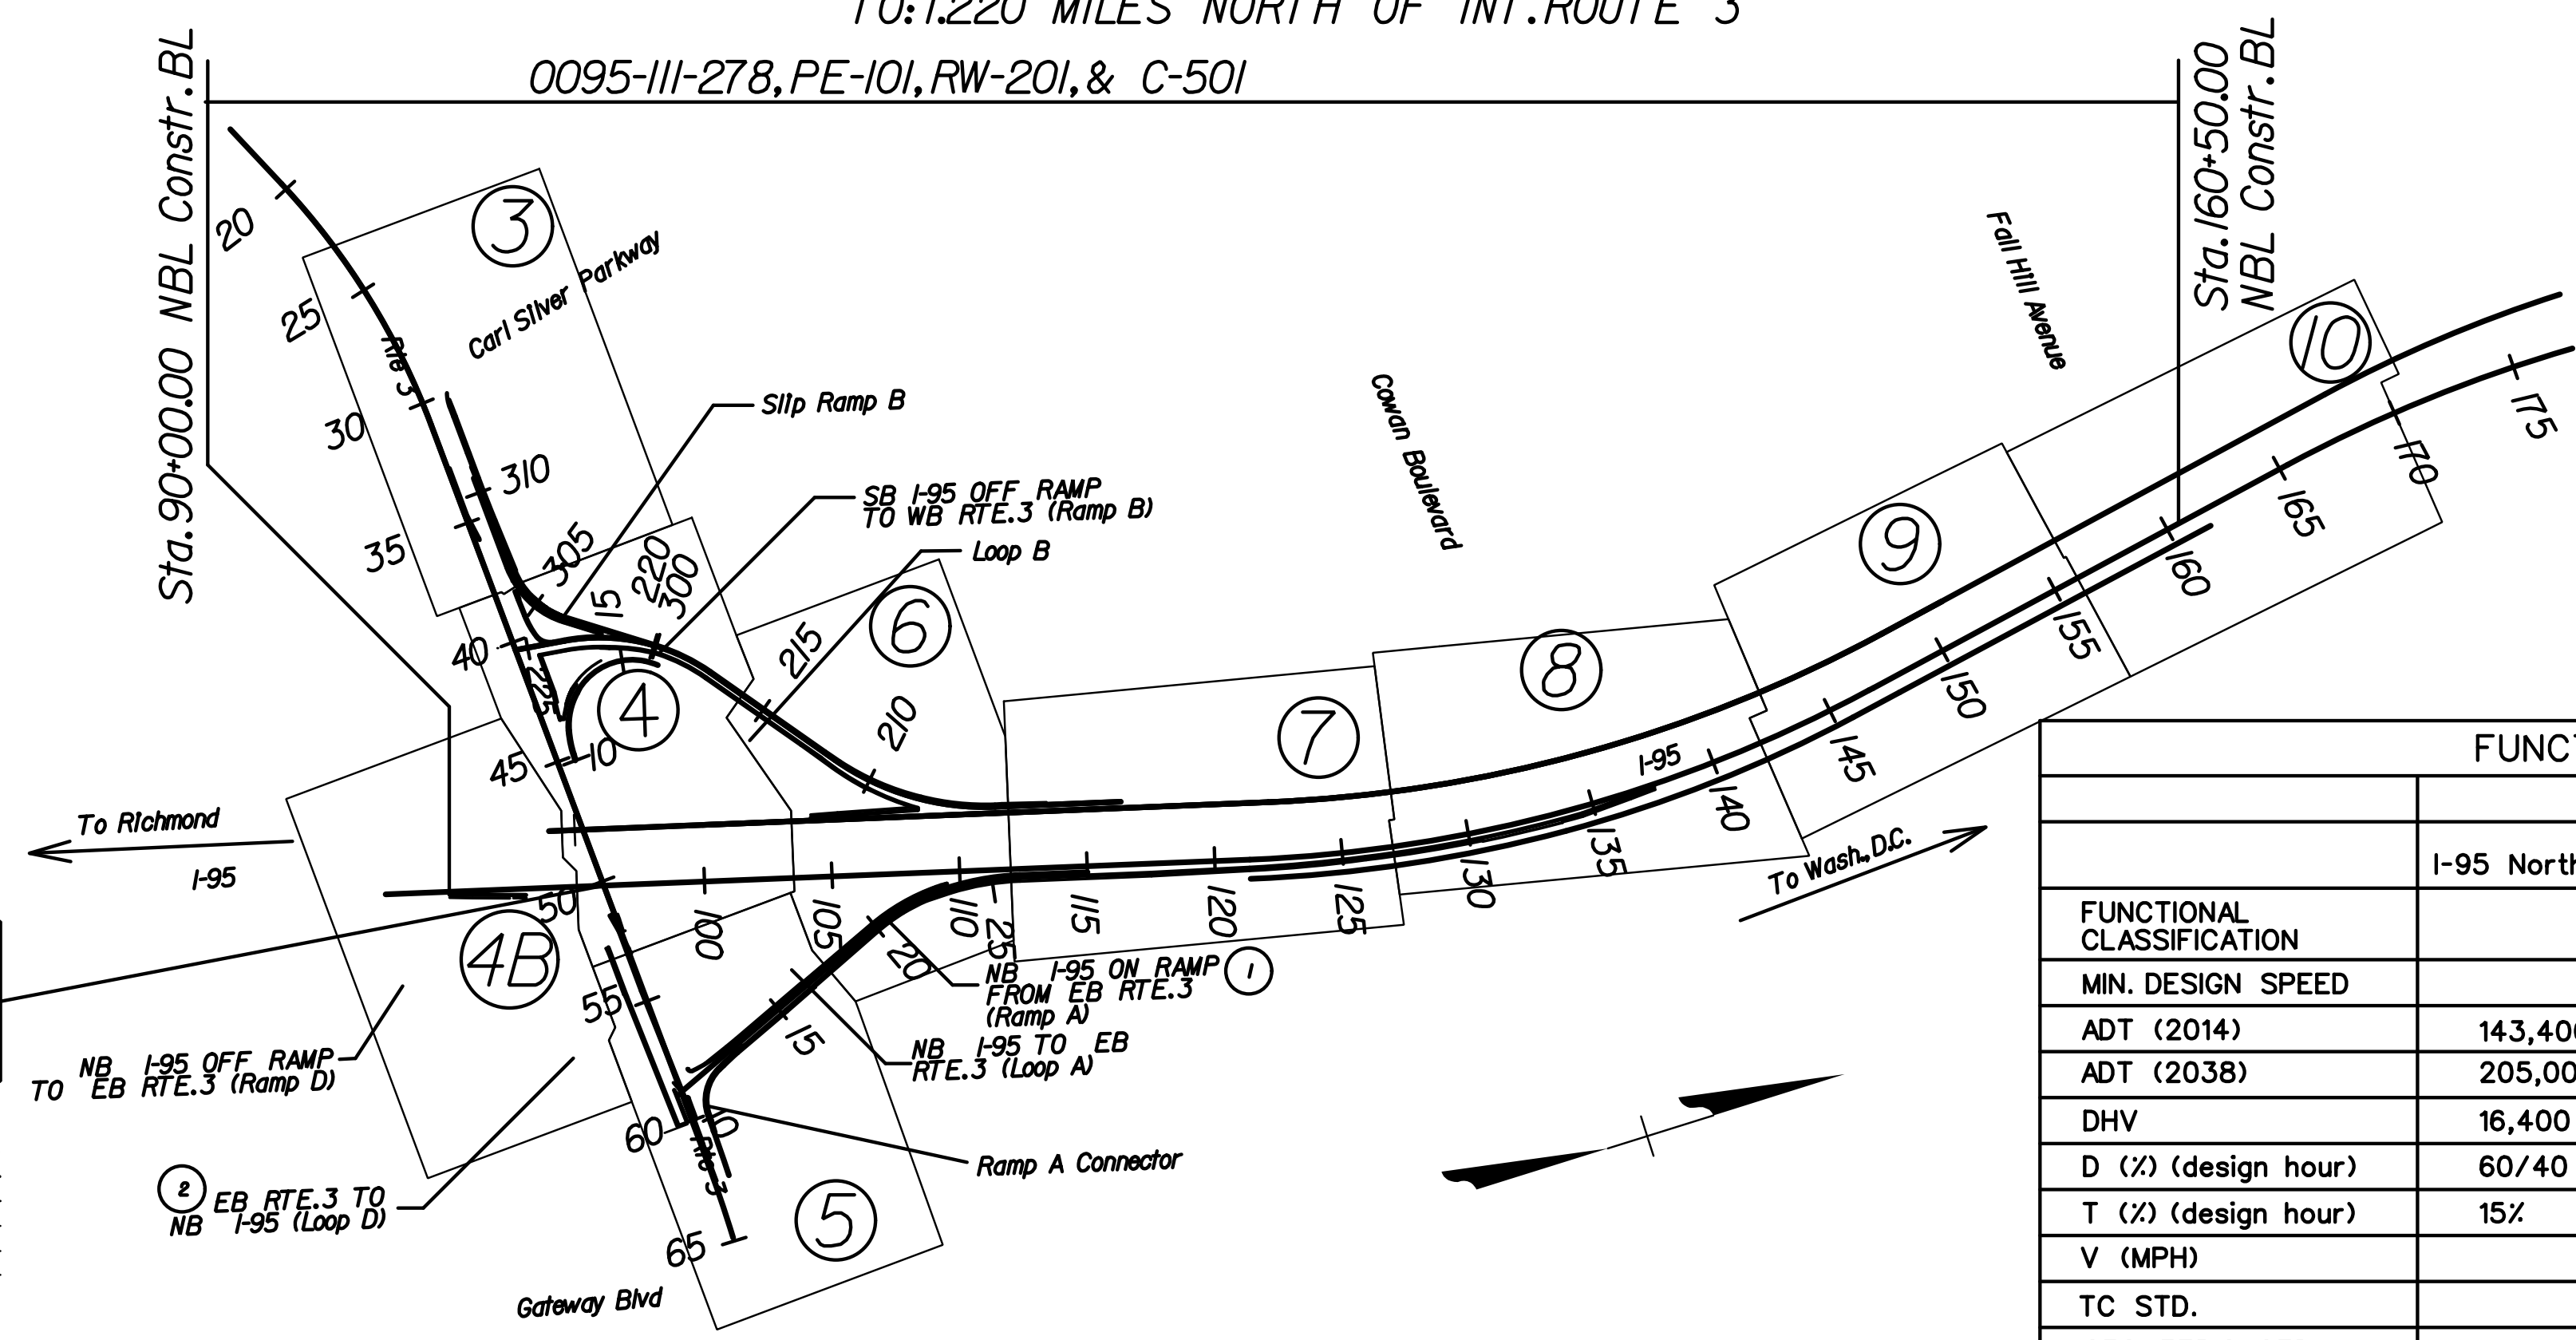 TO: 1.220 MILES NORTH OF INT. ROUTE 3
0095-111-278, PE-101, RW-201, & C-501
Sta. 90+00.00 NBL Constr. BL
Sta. 160+50.00
NBL Constr. BL
3
Carl Silver Parkway
Rte 3
20
25
30
35
40
45
50
55
60
65
310
305
300
15
220
225
215
210
10
Slip Ramp B
SB I-95 OFF RAMP
TO WB RTE. 3 (Ramp B)
Loop B
Cowan Boulevard
Fall Hill Avenue
4
6
7
8
9
10
I-95
To Richmond
I-95
To Wash., D.C.
4B
100
105
110
115
120
125
130
135
140
145
150
155
160
165
170
175
25
20
15
NB I-95 ON RAMP
FROM EB RTE. 3
(Ramp A)
1
NB I-95 TO EB
RTE. 3 (Loop A)
NB I-95 OFF RAMP
TO EB RTE. 3 (Ramp D)
2
EB RTE. 3 TO
NB I-95 (Loop D)
Ramp A Connector
Rte 3
5
Gateway Blvd
FUNCT
I-95 North
FUNCTIONAL
CLASSIFICATION
MIN. DESIGN SPEED
ADT (2014) 143,400
ADT (2038) 205,00
DHV 16,400
D (%) (design hour) 60/40
T (%) (design hour) 15%
V (MPH)
TC STD.